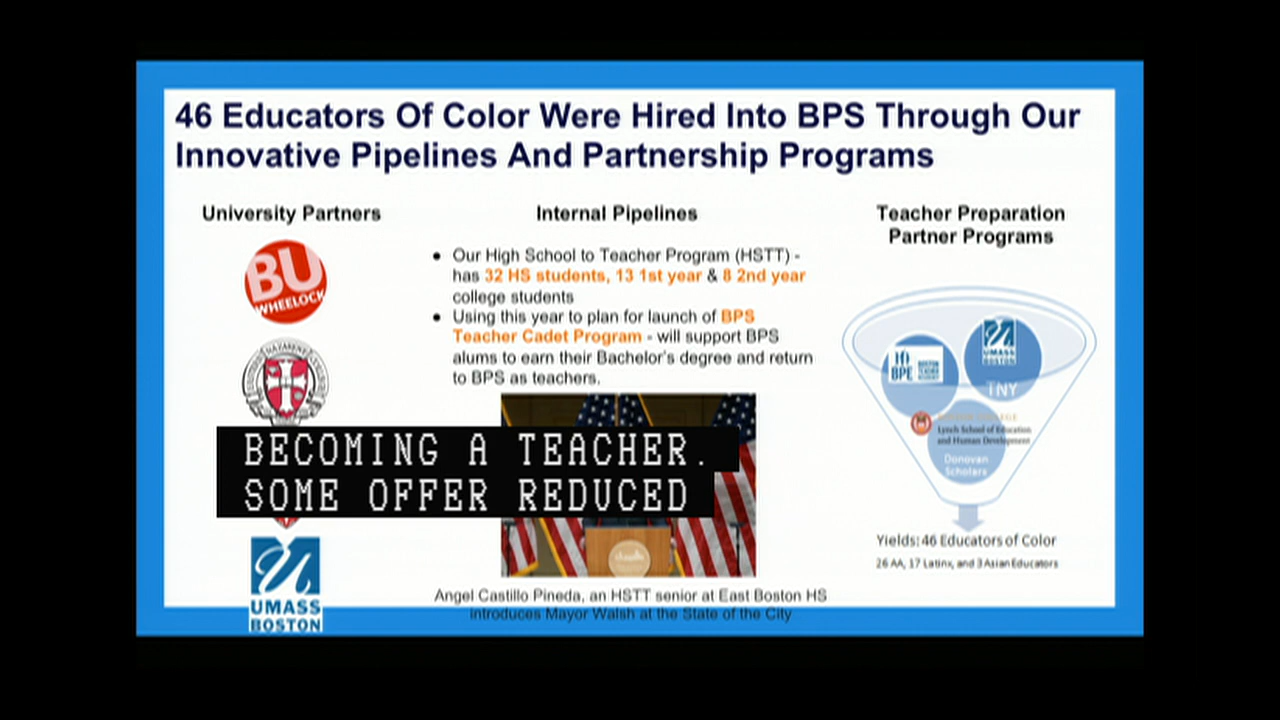 46 Educators Of Color Were Hired Into BPS Through Our
Innovative Pipelines And Partnership Programs
University Partners
BU
WHEELOCK
UMASS
BOSTON
Internal Pipelines
• Our High School to Teacher Program (HSTT) -
has 32 HS students, 13 1st year & 8 2nd year
college students
• Using this year to plan for launch of BPS
Teacher Cadet Program - will support BPS
alums to earn their Bachelor's degree and return
to BPS as teachers.
BECOMING A TEACHER.
SOME OFFER REDUCED
Angel Castillo Pineda, an HSTT senior at East Boston HS
introduces Mayor Walsh at the State of the City
Teacher Preparation
Partner Programs
BPE
UMASS
BOSTON
TNY
Lynch School of Education
and Human Development
Donovan
Scholars
Yields: 46 Educators of Color
26 AA, 17 Latinx, and 3 Asian Educators